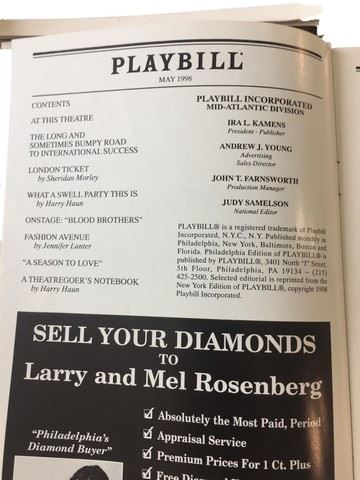 PLAYBILL®
MAY 1998
CONTENTS
AT THIS THEATRE
THE LONG AND
SOMETIMES BUMPY ROAD
TO INTERNATIONAL SUCCESS
LONDON TICKET
by Sheridan Morley
WHAT A SWELL PARTY THIS IS
by Harry Haun
ONSTAGE: “BLOOD BROTHERS”
FASHION AVENUE
by Jennifer Lanter
“A SEASON TO LOVE”
A THEATREGOER'S NOTEBOOK
by Harry Haun
PLAYBILL INCORPORATED
MID-ATLANTIC DIVISION
IRA L. KAMENS
President - Publisher
ANDREW J. YOUNG
Advertising
Sales Director
JOHN T. FARNSWORTH
Production Manager
JUDY SAMELSON
National Editor
PLAYBILL® is a registered trademark of Playbill
Incorporated, N.Y.C., N.Y. Published monthly in
Philadelphia, New York, Baltimore, Boston and
Florida. Philadelphia Edition of PLAYBILL® is
published by PLAYBILL®, 3401 North "I" Street,
5th Floor, Philadelphia, PA 19134 – (215)
425-2500. Selected editorial is reprinted from the
New York Edition of PLAYBILL®, copyright 1998
Playbill Incorporated.
SELL YOUR DIAMONDS
TO
Larry and Mel Rosenberg
"Philadelphia's
Diamond Buyer"
Absolutely the Most Paid, Period
Appraisal Service
Premium Prices For 1 Ct. Plus
Free